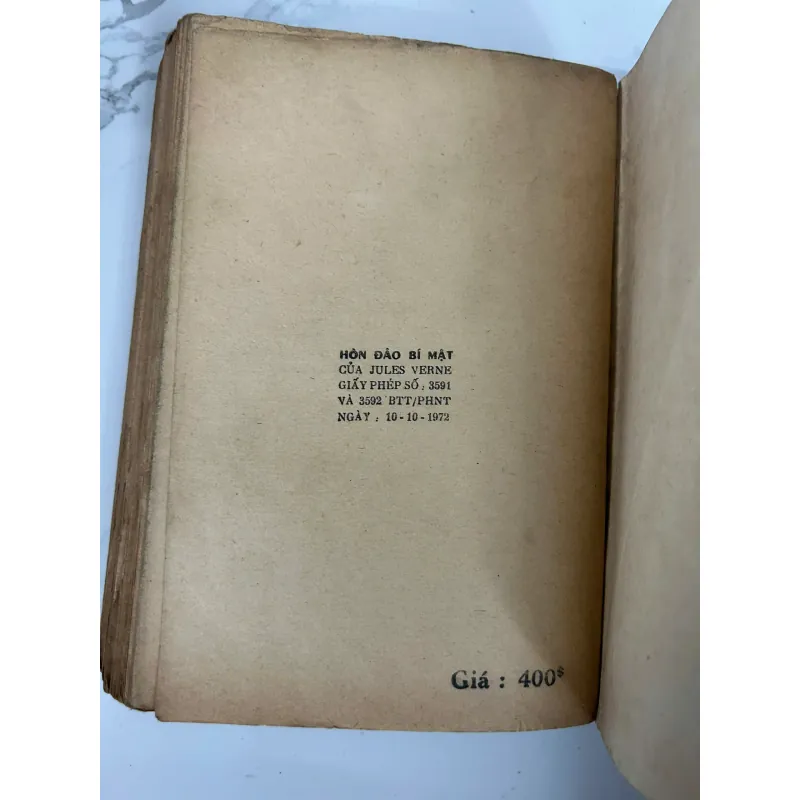 HÒN ĐẢO BÍ MẬT
CỦA JULES VERNE
GIẤY PHÉP SỐ : 3591
VÀ 3592 BTT/PHNT
NGÀY : 10-10-1972
Giá : 400$